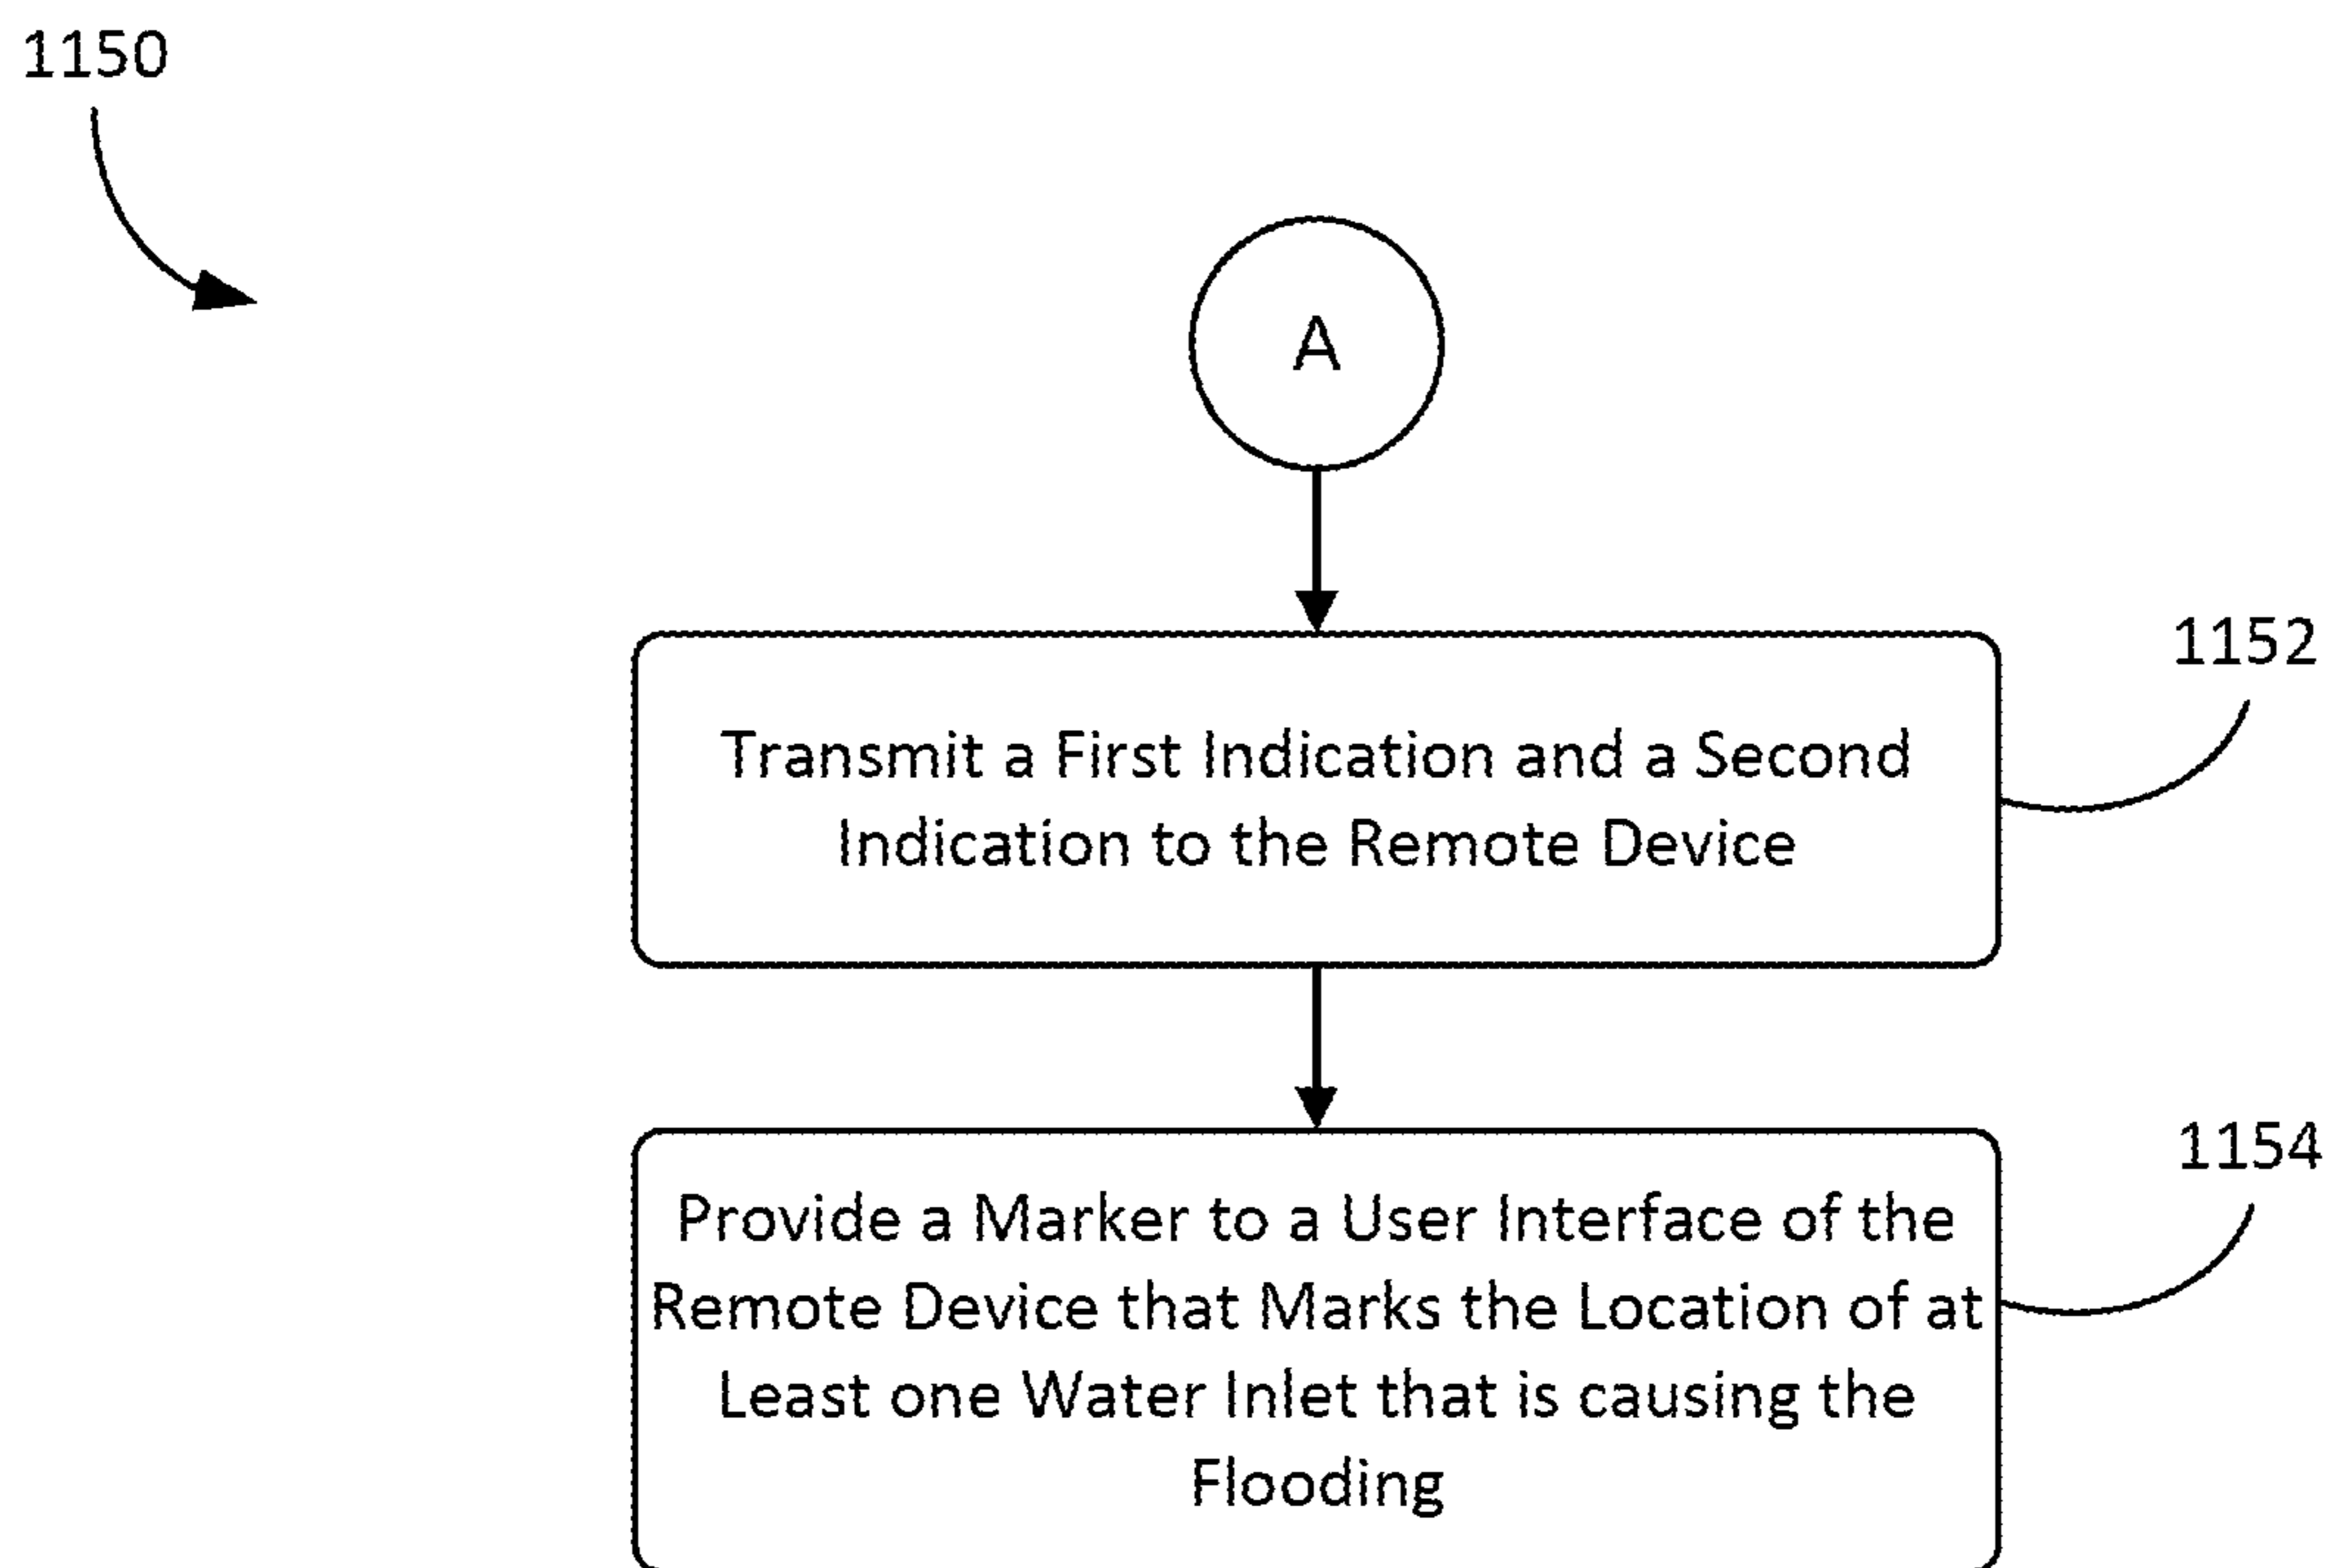 1150
A
1152
Transmit a First Indication and a Second
Indication to the Remote Device
1154
Provide a Marker to a User Interface of the
Remote Device that Marks the Location of at
Least one Water Inlet that is causing the
Flooding